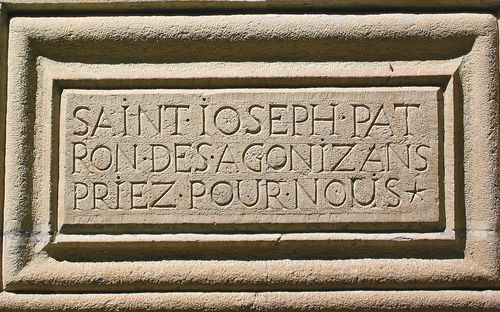 SAINT·IOSEPH·PAT
RON·DES·AGONIZANS
PRIEZ·POUR·NOUS★